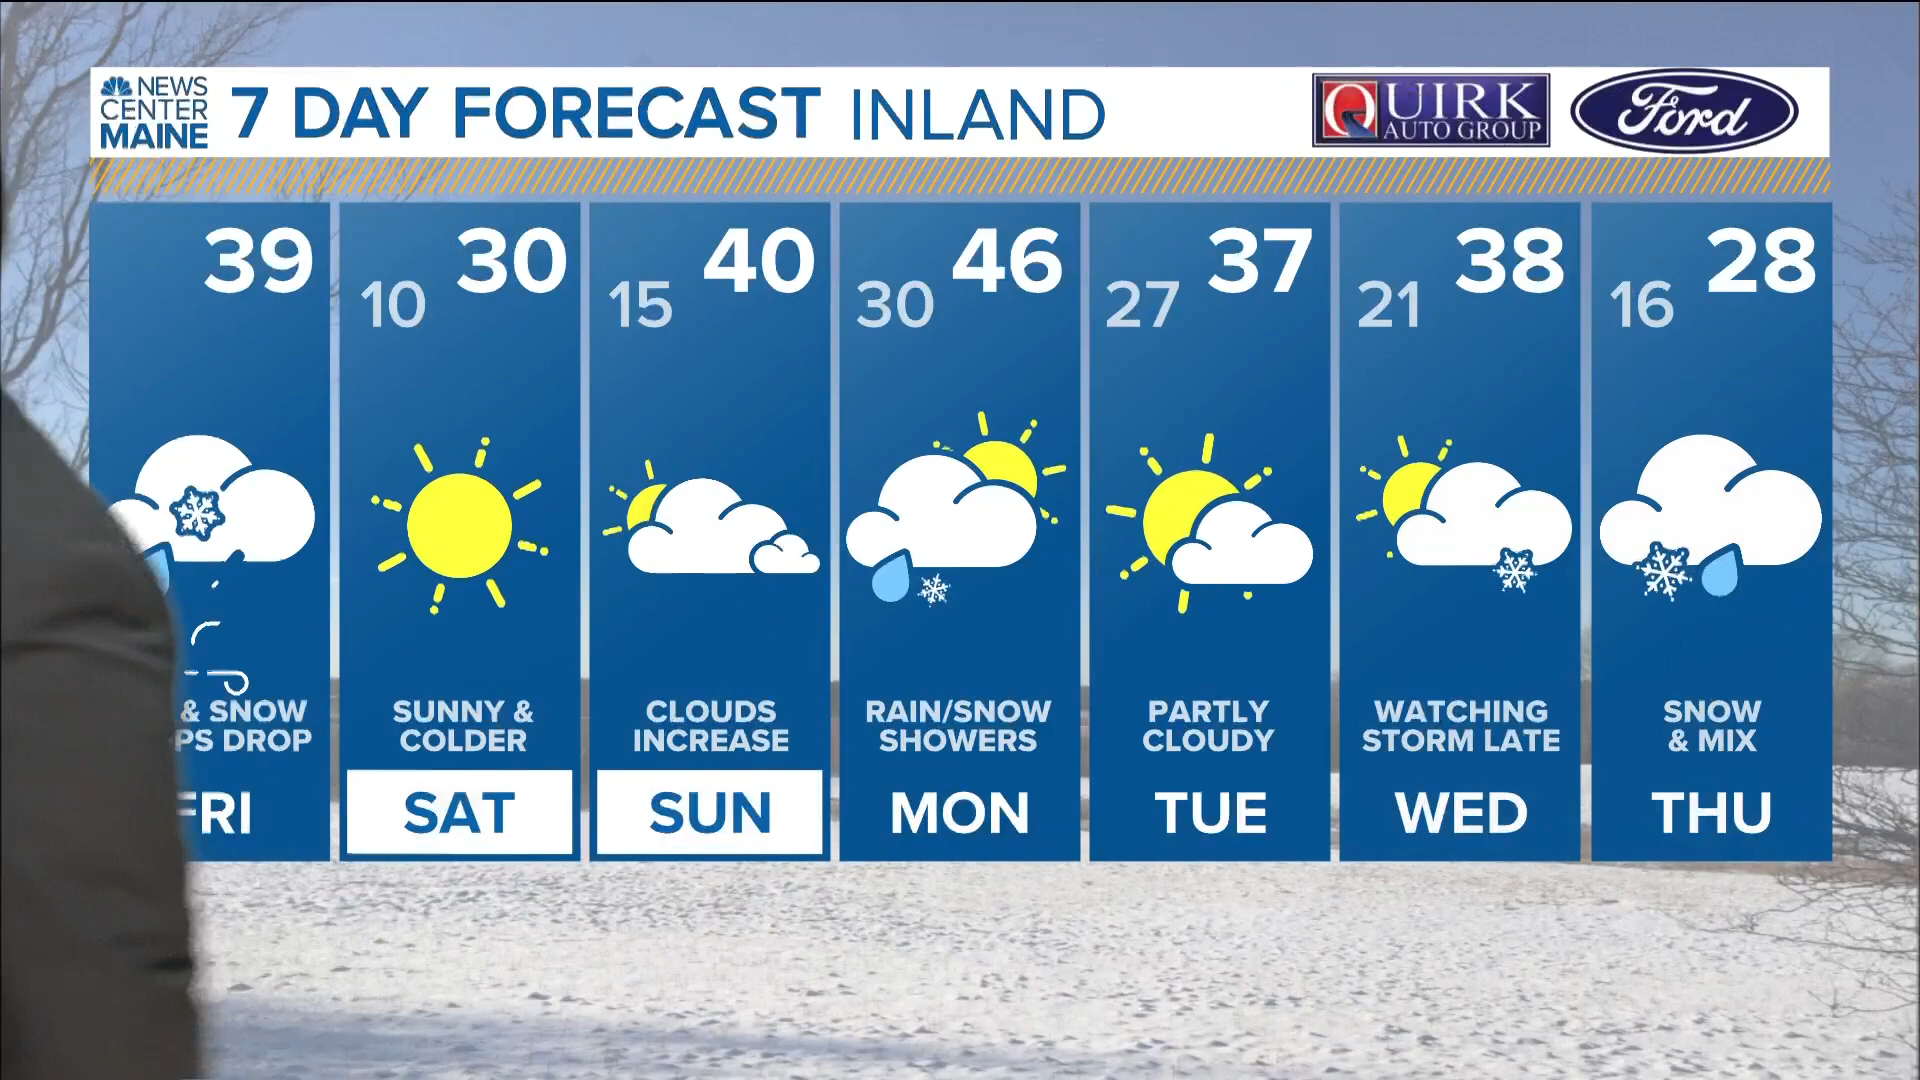 NEWS
CENTER
MAINE
7 DAY FORECAST INLAND
QUIRK
AUTO GROUP
Ford
39
10 30
15 40
30 46
27 37
21 38
16 28
& SNOW
DROP
SUNNY &
COLDER
CLOUDS
INCREASE
RAIN/SNOW
SHOWERS
PARTLY
CLOUDY
WATCHING
STORM LATE
SNOW
& MIX
FRI
SAT
SUN
MON
TUE
WED
THU